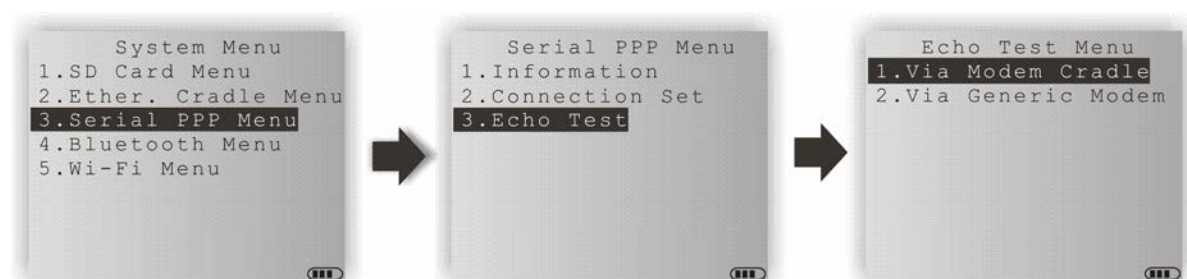 System Menu
1.SD Card Menu
2.Ether. Cradle Menu
3.Serial PPP Menu
4.Bluetooth Menu
5.Wi-Fi Menu
Serial PPP Menu
1.Information
2.Connection Set
3.Echo Test
Echo Test Menu
1.Via Modem Cradle
2.Via Generic Modem